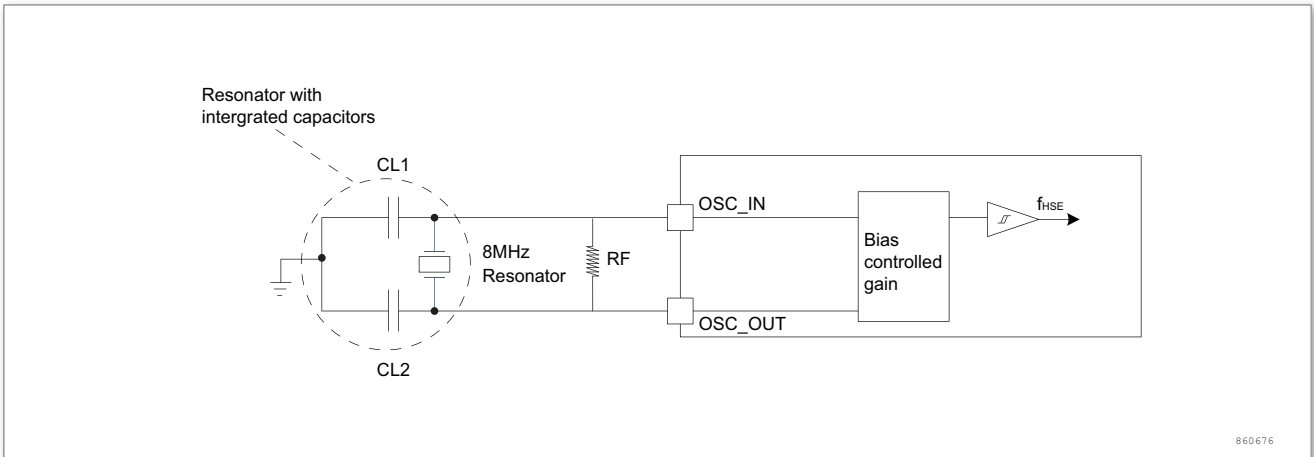 Resonator with
intergrated capacitors
CL1
OSC_IN
fHSE
8MHz
Resonator
RF
Bias
controlled
gain
OSC_OUT
CL2
860676